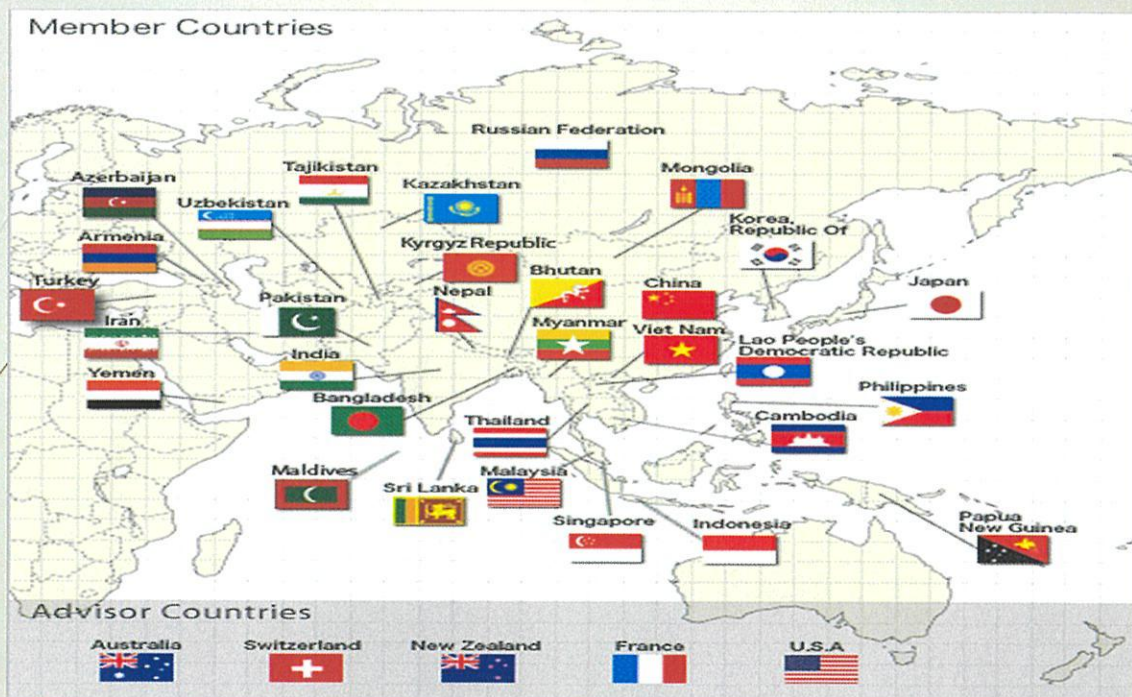 Member Countries
Russian Federation
Tajikistan
Mongolia
Azerbaijan
Kazakhstan
Uzbekistan
Korea,
Republic Of
Armenia
Kyrgyz Republic
Bhutan
Turkey
China
Japan
Pakistan
Nepal
Iran
Myanmar
Viet Nam
Lao People's
Democratic Republic
India
Yemen
Philippines
Bangladesh
Cambodia
Thailand
Maldives
Malaysia
Sri Lanka
Singapore
Indonesia
Papua
New Guinea
Advisor Countries
Australia
Switzerland
New Zealand
France
U.S.A